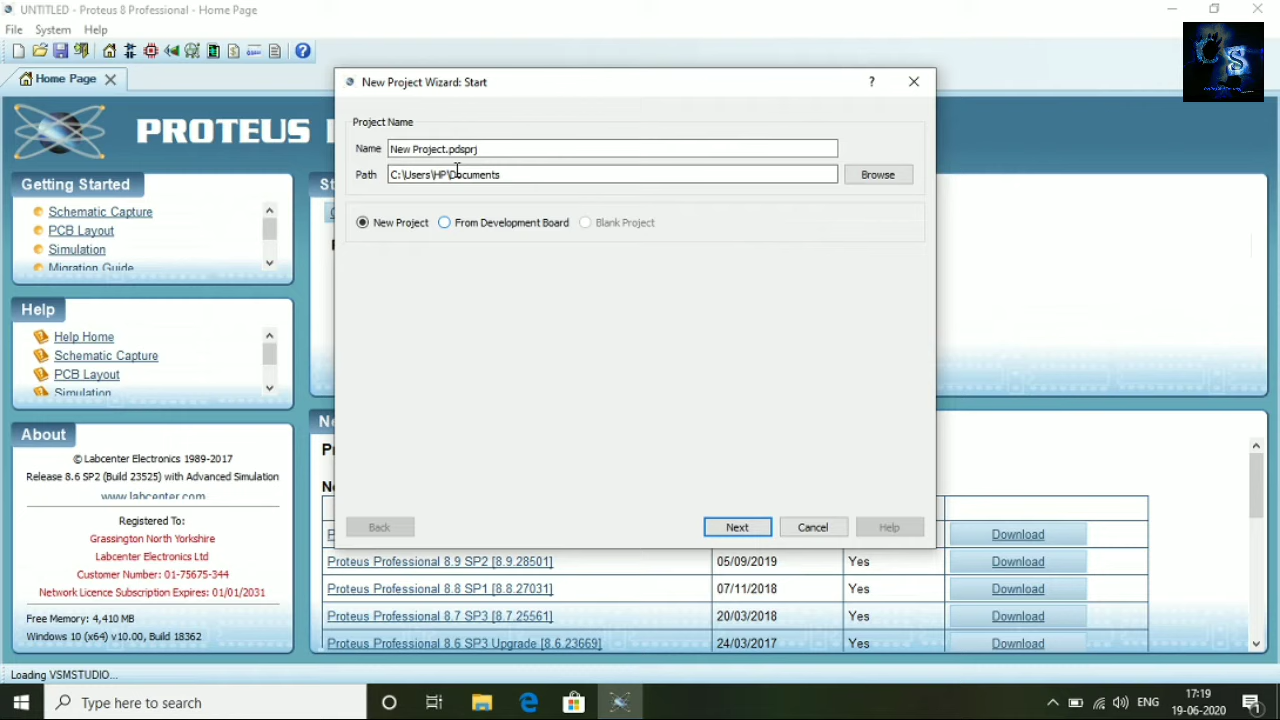 UNTITLED - Proteus 8 Professional - Home Page
File System Help
Home Page
PROTEUS
Getting Started
Schematic Capture
PCB Layout
Simulation
Migration Guide
Help
Help Home
Schematic Capture
PCB Layout
Simulation
About
© Labcenter Electronics 1989-2017
Release 8.6 SP2 (Build 23525) with Advanced Simulation
www.labcenter.com
Registered To:
Grassington North Yorkshire
Labcenter Electronics Ltd
Customer Number: 01-75675-344
Network Licence Subscription Expires: 01/01/2031
Free Memory: 4,410 MB
Windows 10 (x64) v10.00, Build 18362
New Project Wizard: Start
?
Project Name
Name New Project.pdsprj
Path C:\Users\HP\Documents Browse
New Project From Development Board Blank Project
Back Next Cancel Help
St
Ne
Download
Proteus Professional 8.9 SP2 [8.9.28501] 05/09/2019 Yes Download
Proteus Professional 8.8 SP1 [8.8.27031] 07/11/2018 Yes Download
Proteus Professional 8.7 SP3 [8.7.25561] 20/03/2018 Yes Download
Proteus Professional 8.6 SP3 Upgrade [8.6.23669] 24/03/2017 Yes Download
Loading VSMSTUDIO...
Type here to search
ENG
17:19
19-06-2020
1
S